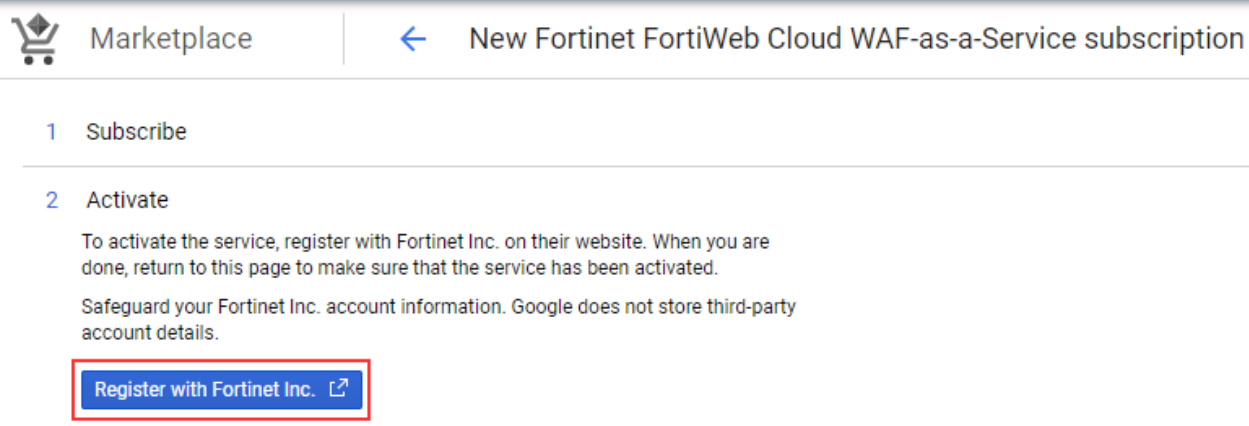 Marketplace
New Fortinet FortiWeb Cloud WAF-as-a-Service subscription
1 Subscribe
2 Activate
To activate the service, register with Fortinet Inc. on their website. When you are
done, return to this page to make sure that the service has been activated.
Safeguard your Fortinet Inc. account information. Google does not store third-party
account details.
Register with Fortinet Inc.